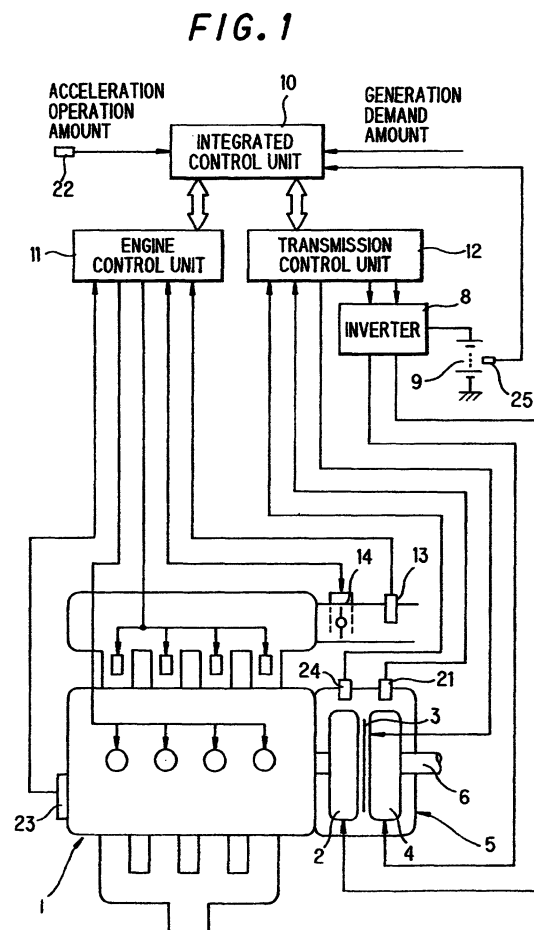 FIG. 1
ACCELERATION
OPERATION
AMOUNT
10
GENERATION
DEMAND
AMOUNT
INTEGRATED
CONTROL UNIT
22
11
ENGINE
CONTROL UNIT
TRANSMISSION
CONTROL UNIT
12
8
INVERTER
9
25
14
13
24
21
3
6
23
2
4
5
1